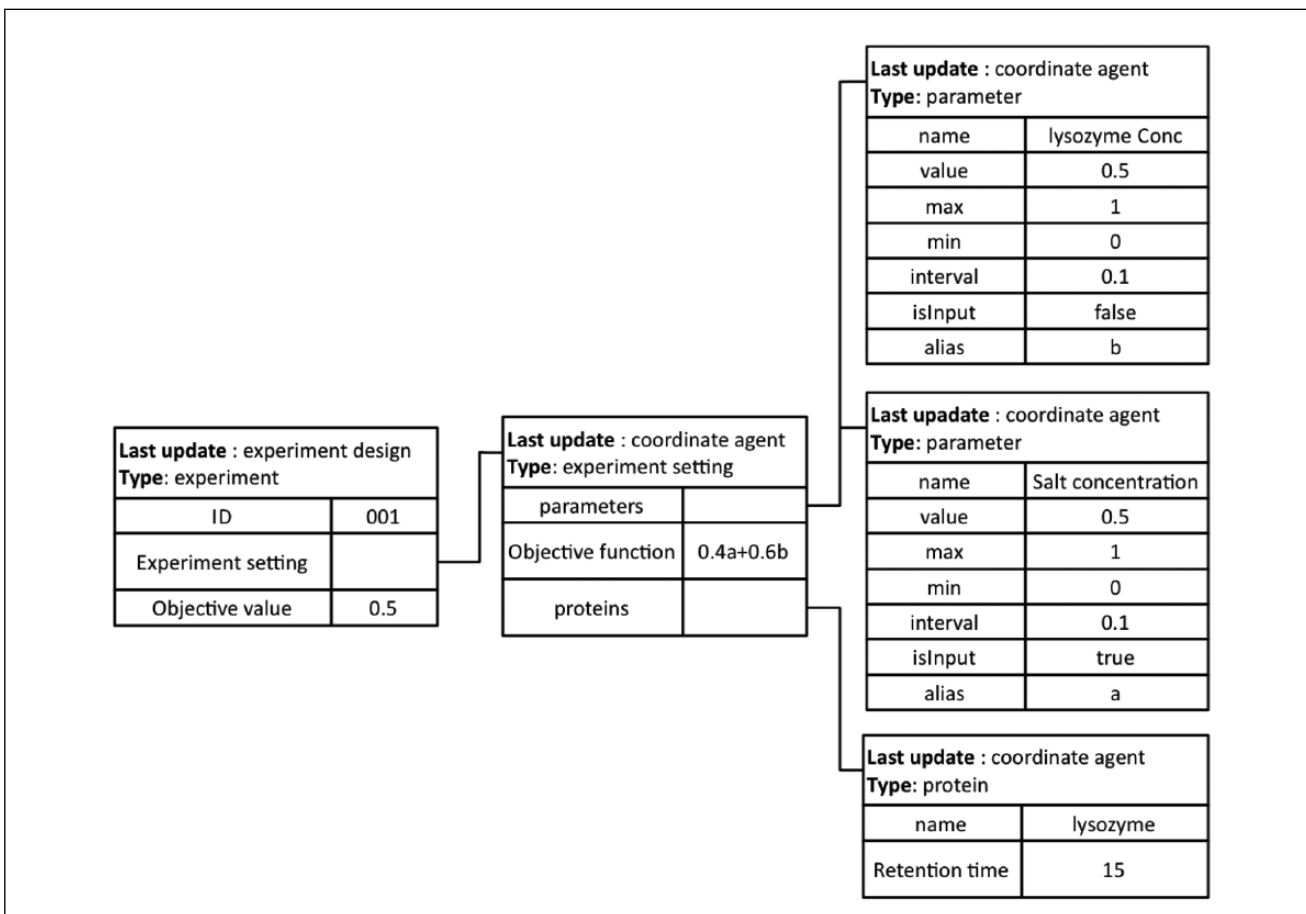 Last update : experiment design
Type: experiment
ID 001
Experiment setting
Objective value 0.5
Last update : coordinate agent
Type: experiment setting
parameters
Objective function 0.4a+0.6b
proteins
Last update : coordinate agent
Type: parameter
name lysozyme Conc
value 0.5
max 1
min 0
interval 0.1
isInput false
alias b
Last upadate : coordinate agent
Type: parameter
name Salt concentration
value 0.5
max 1
min 0
interval 0.1
isInput true
alias a
Last update : coordinate agent
Type: protein
name lysozyme
Retention time 15